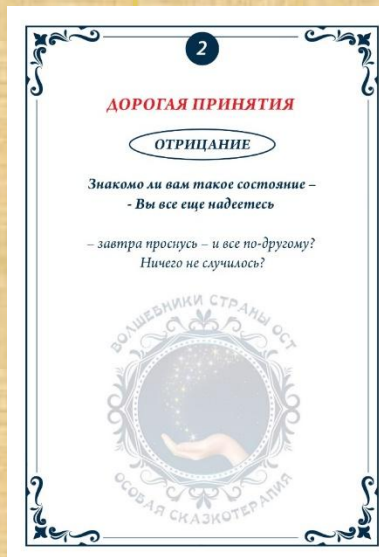 2
ДОРОГАЯ ПРИНЯТИЯ
ОТРИЦАНИЕ
Знакомо ли вам такое состояние –
- Вы все еще надеетесь
– завтра проснусь – и все по-другому?
Ничего не случилось?
ВОЛШЕБНИКИ СТРАНЫ ОСТ
ОСОБАЯ СКАЗКОТЕРАПИЯ